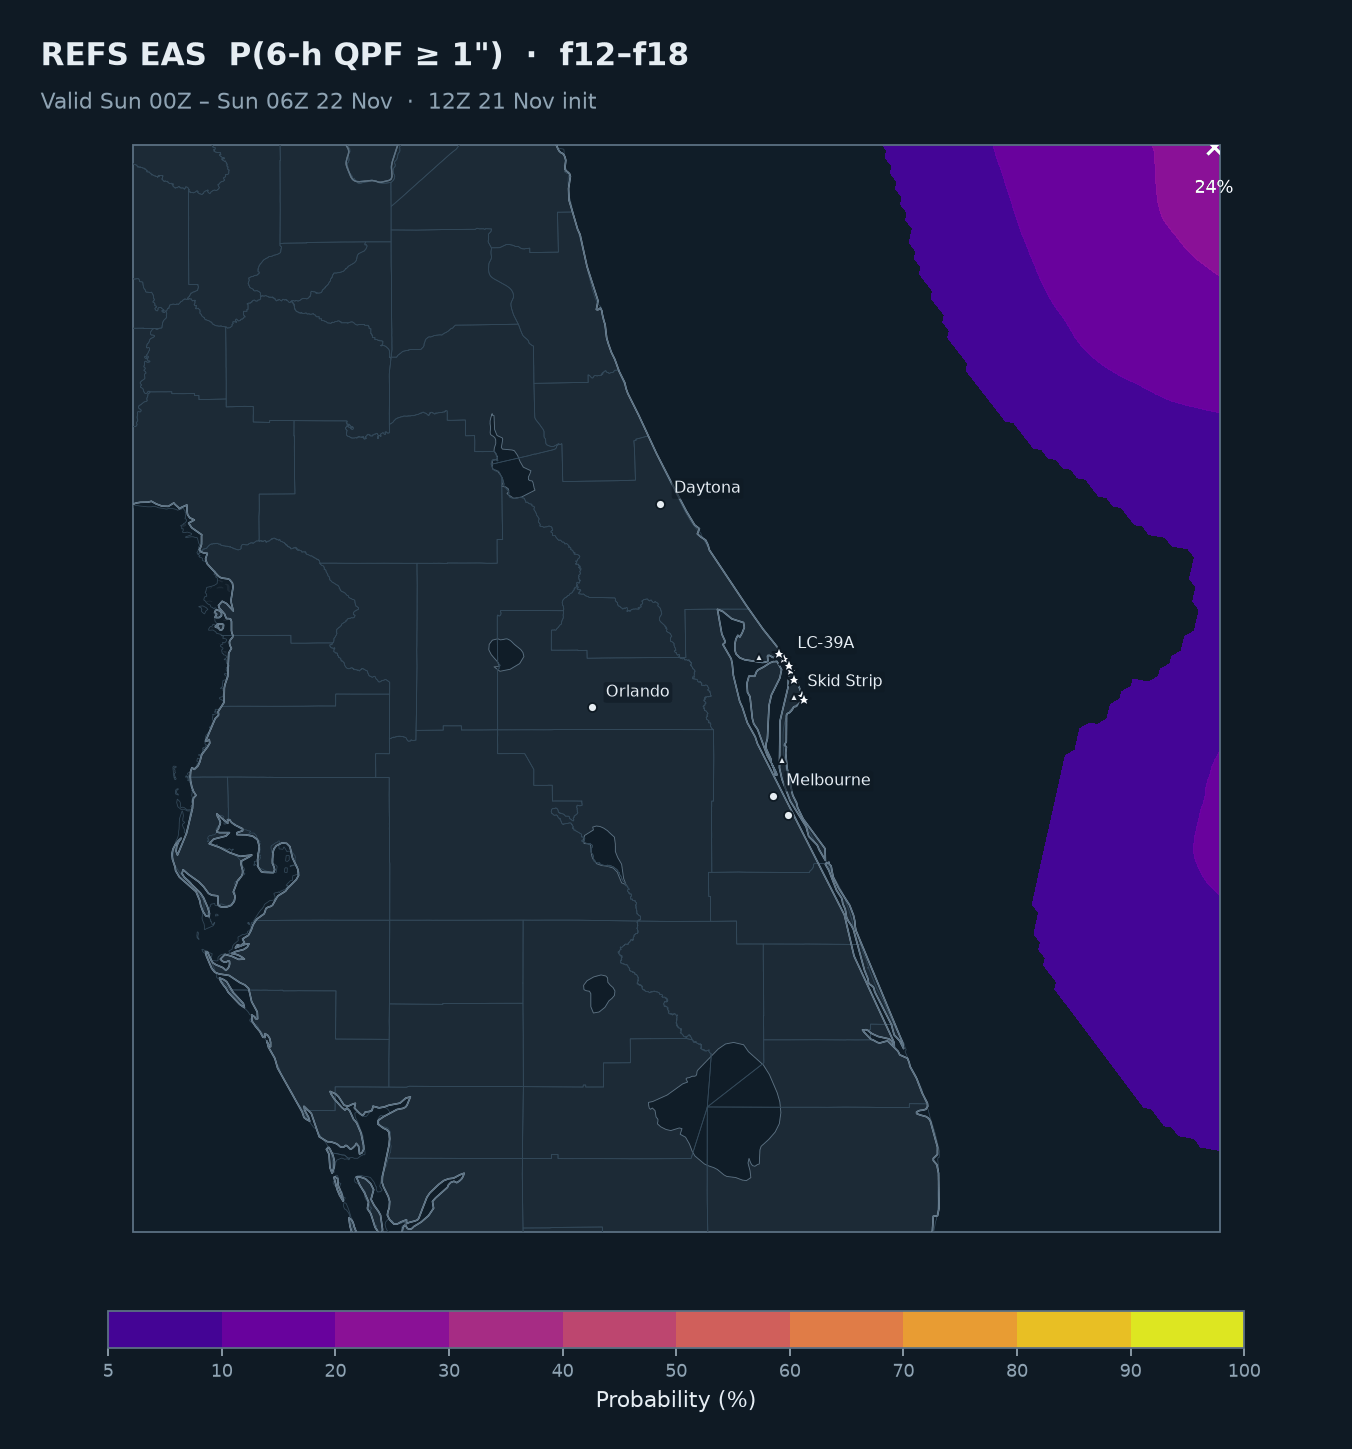 REFS EAS  P(6-h QPF ≥ 1")  ·  f12–f18
Valid Sun 00Z – Sun 06Z 22 Nov  ·  12Z 21 Nov init
24%
Daytona
LC-39A
Skid Strip
Orlando
Melbourne
5 10 20 30 40 50 60 70 80 90 100
Probability (%)